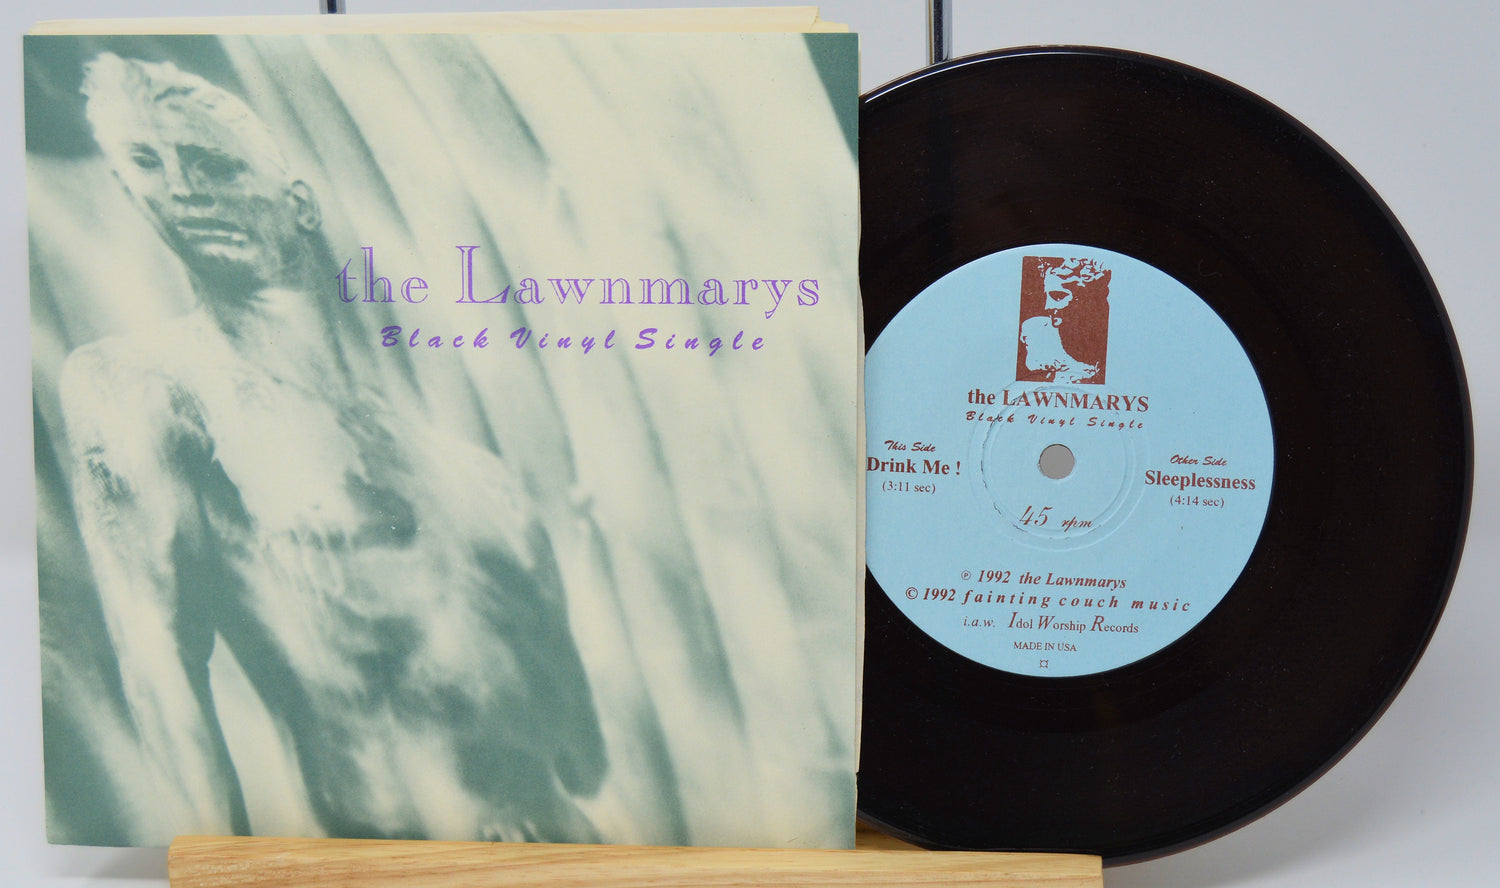 the Lawnmarys
Black Vinyl Single
the LAWNMARYS
Black Vinyl Single
This Side
Drink Me !
(3:11 sec)
Other Side
Sleeplessness
(4:14 sec)
45 rpm
℗ 1992 the Lawnmarys
© 1992 fainting couch music
i.a.w. Idol Worship Records
MADE IN USA